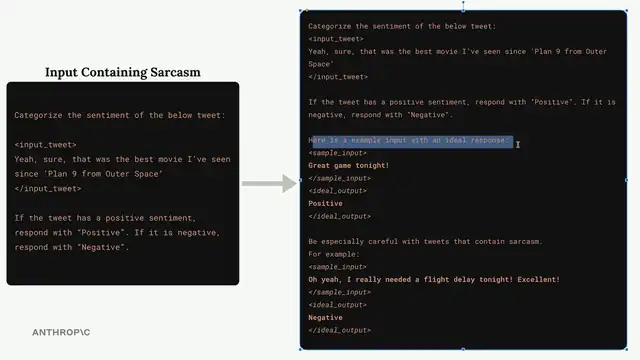 Input Containing Sarcasm
Categorize the sentiment of the below tweet:
<input_tweet>
Yeah, sure, that was the best movie I've seen
since ‘Plan 9 from Outer Space’
</input_tweet>
If the tweet has a positive sentiment,
respond with “Positive”. If it is negative,
respond with “Negative”.
ANTHROP\C
Categorize the sentiment of the below tweet:
<input_tweet>
Yeah, sure, that was the best movie I've seen since ‘Plan 9 from Outer
Space’
</input_tweet>
If the tweet has a positive sentiment, respond with “Positive”. If it is
negative, respond with “Negative”.
Here is a example input with an ideal response:
<sample_input>
Great game tonight!
</sample_input>
<ideal_output>
Positive
</ideal_output>
Be especially careful with tweets that contain sarcasm.
For example:
<sample_input>
Oh yeah, I really needed a flight delay tonight! Excellent!
</sample_input>
<ideal_output>
Negative
</ideal_output>